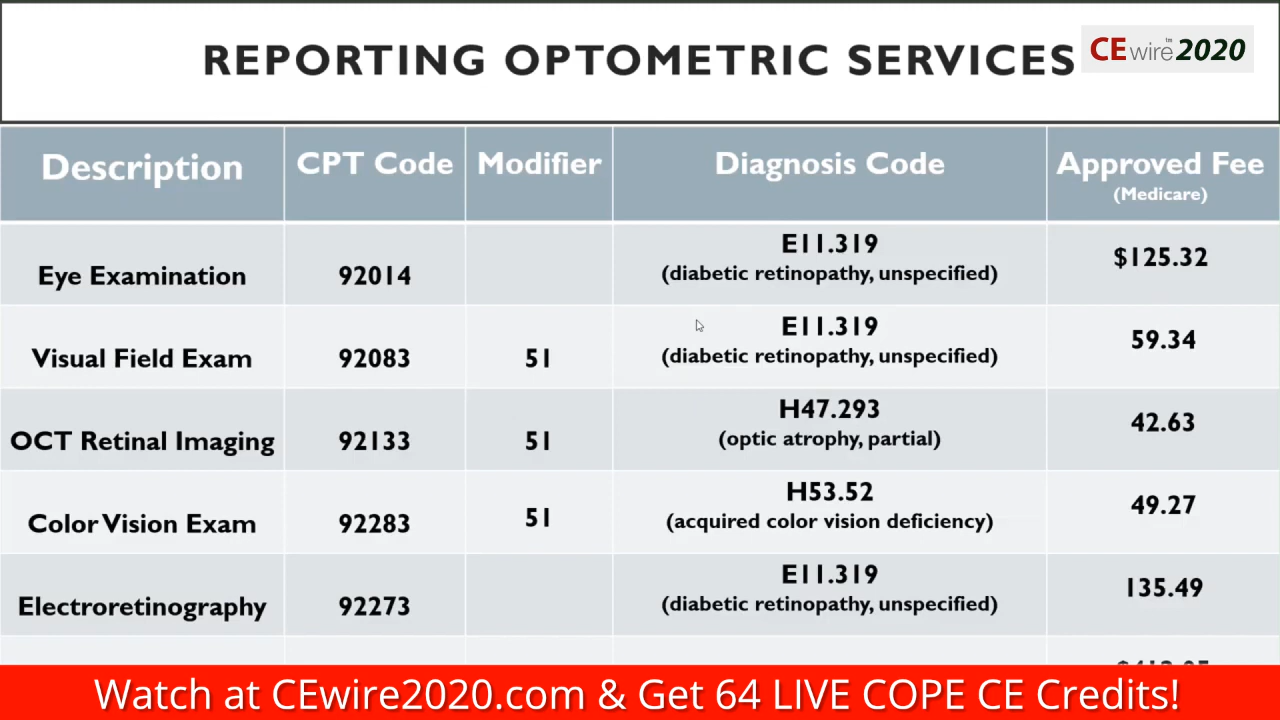 REPORTING OPTOMETRIC SERVICES
CEwire™2020
Description CPT Code Modifier Diagnosis Code Approved Fee
(Medicare)
Eye Examination 92014 E11.319 $125.32
(diabetic retinopathy, unspecified)
Visual Field Exam 92083 51 E11.319 59.34
(diabetic retinopathy, unspecified)
OCT Retinal Imaging 92133 51 H47.293 42.63
(optic atrophy, partial)
Color Vision Exam 92283 51 H53.52 49.27
(acquired color vision deficiency)
Electroretinography 92273 E11.319 135.49
(diabetic retinopathy, unspecified)
Watch at CEwire2020.com & Get 64 LIVE COPE CE Credits!